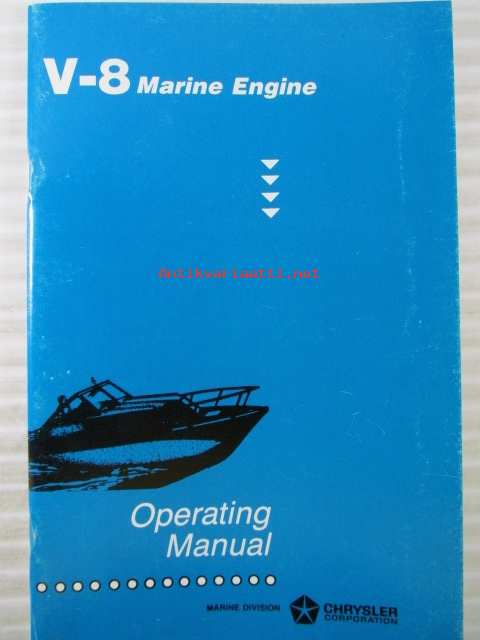 V-8 Marine Engine
Antikvariaatti.net
Operating
Manual
MARINE DIVISION CHRYSLER
CORPORATION